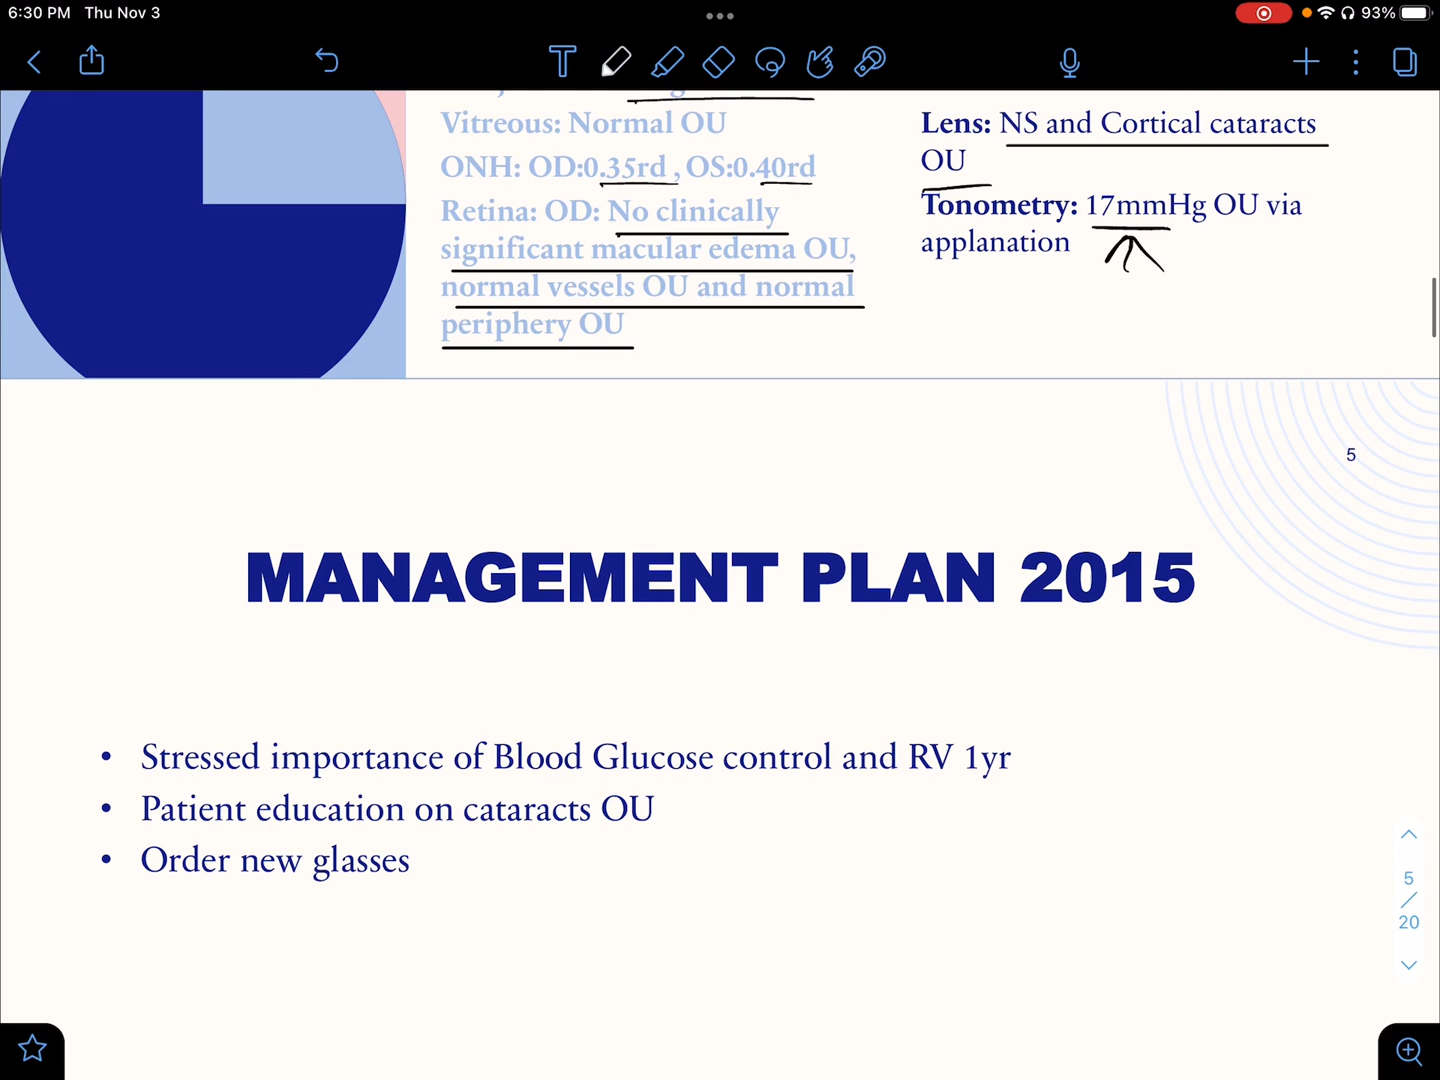 6:30 PM Thu Nov 3
93%
Vitreous: Normal OU
ONH: OD:0.35rd , OS:0.40rd
Retina: OD: No clinically
significant macular edema OU,
normal vessels OU and normal
periphery OU
Lens: NS and Cortical cataracts
OU
Tonometry: 17mmHg OU via
applanation
5
MANAGEMENT PLAN 2015
• Stressed importance of Blood Glucose control and RV 1yr
• Patient education on cataracts OU
• Order new glasses
5
/
20